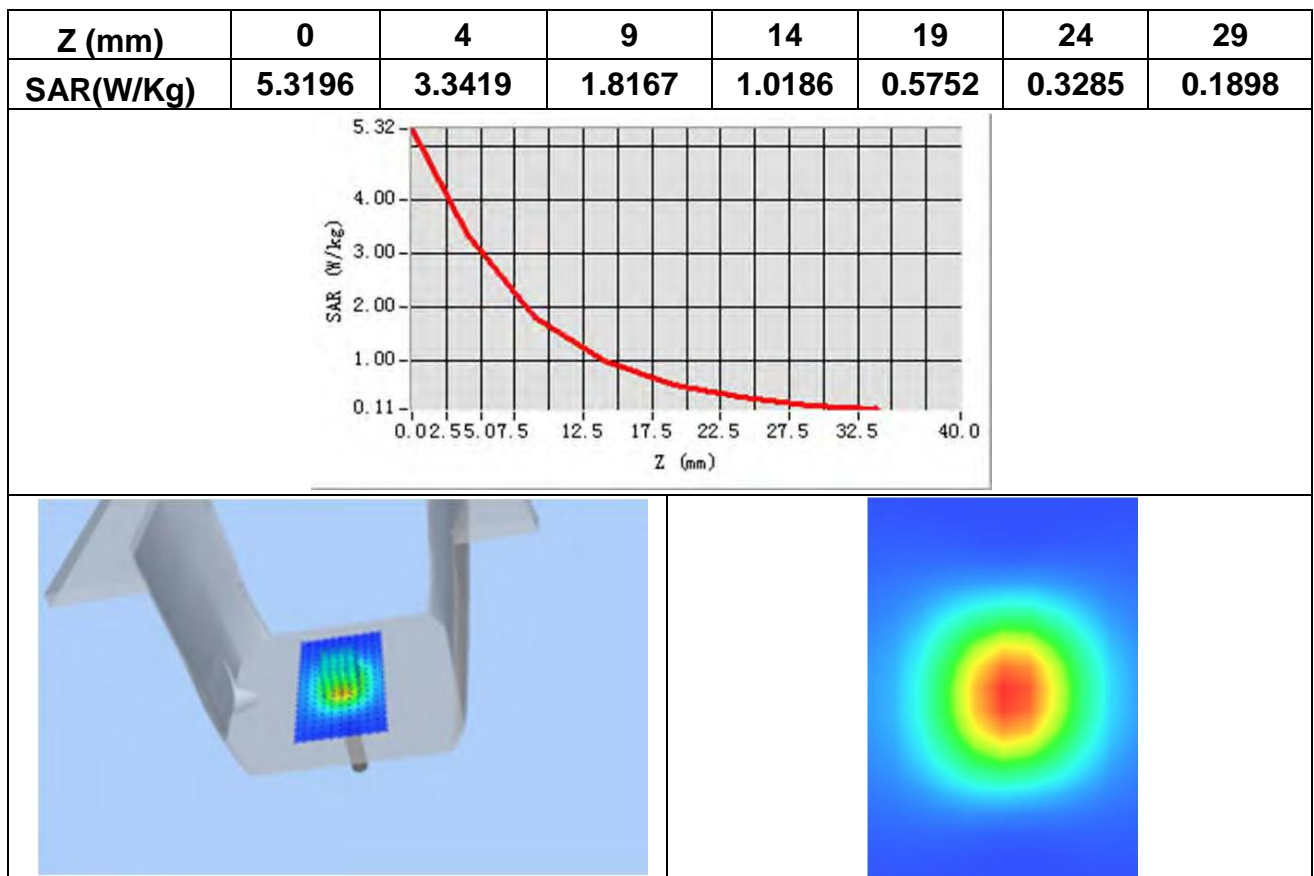 Z (mm) 0 4 9 14 19 24 29
SAR(W/Kg) 5.3196 3.3419 1.8167 1.0186 0.5752 0.3285 0.1898
5.32
4.00
3.00
2.00
1.00
0.11
SAR (W/kg)
0.0 2.5 5.0 7.5 12.5 17.5 22.5 27.5 32.5 40.0
Z (mm)